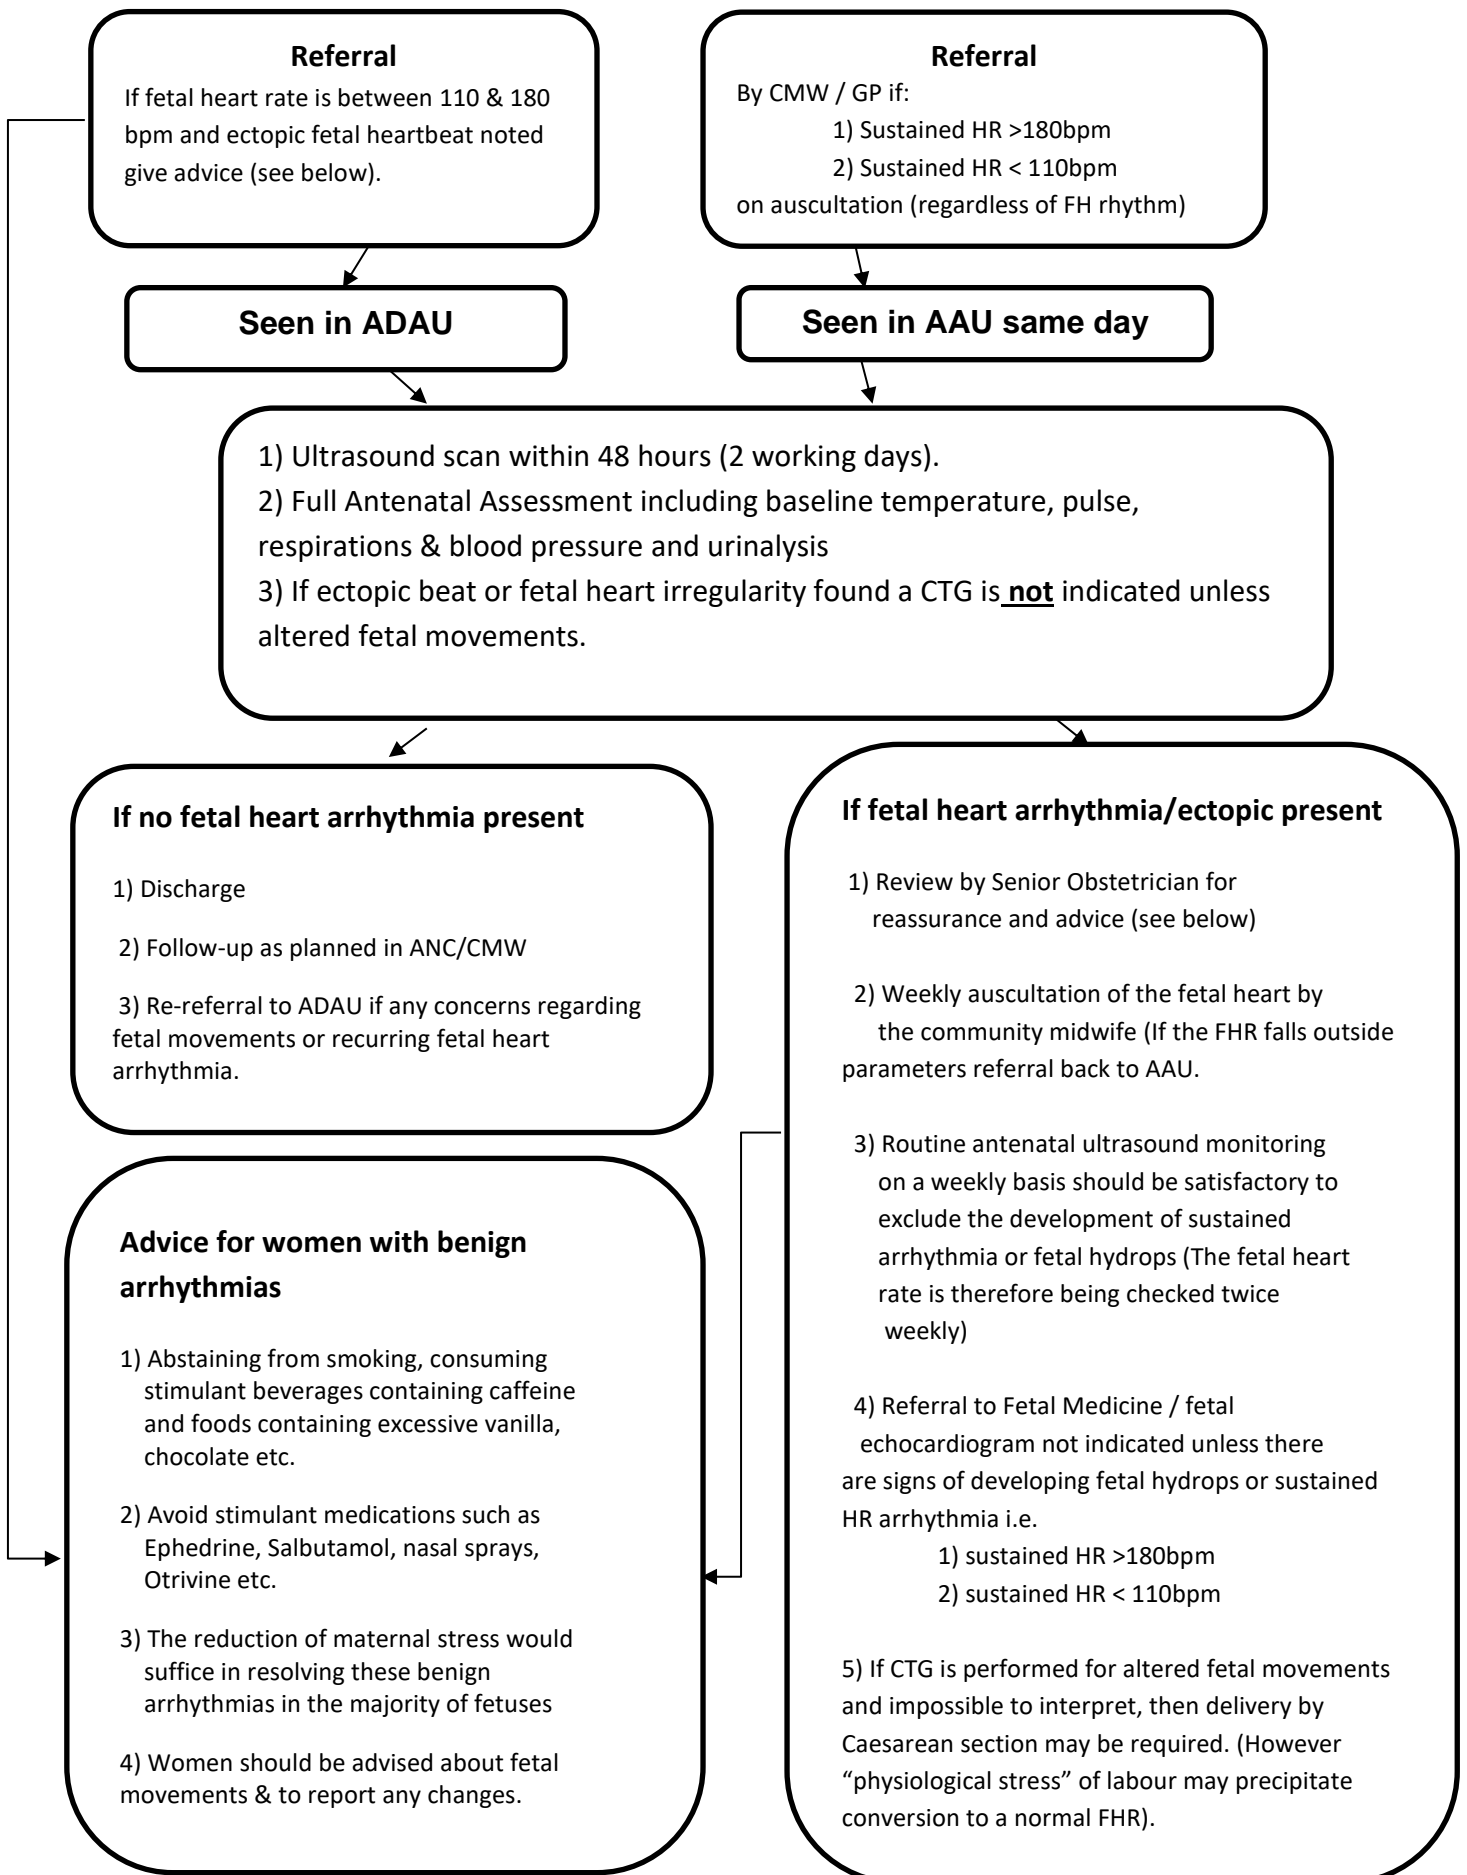 Referral
If fetal heart rate is between 110 & 180
bpm and ectopic fetal heartbeat noted
give advice (see below).
Referral
By CMW / GP if:
1) Sustained HR >180bpm
2) Sustained HR < 110bpm
on auscultation (regardless of FH rhythm)
Seen in ADAU
Seen in AAU same day
1) Ultrasound scan within 48 hours (2 working days).
2) Full Antenatal Assessment including baseline temperature, pulse,
respirations & blood pressure and urinalysis
3) If ectopic beat or fetal heart irregularity found a CTG is not indicated unless
altered fetal movements.
If no fetal heart arrhythmia present
1) Discharge
2) Follow-up as planned in ANC/CMW
3) Re-referral to ADAU if any concerns regarding
fetal movements or recurring fetal heart
arrhythmia.
If fetal heart arrhythmia/ectopic present
1) Review by Senior Obstetrician for
reassurance and advice (see below)
2) Weekly auscultation of the fetal heart by
the community midwife (If the FHR falls outside
parameters referral back to AAU.
3) Routine antenatal ultrasound monitoring
on a weekly basis should be satisfactory to
exclude the development of sustained
arrhythmia or fetal hydrops (The fetal heart
rate is therefore being checked twice
weekly)
4) Referral to Fetal Medicine / fetal
echocardiogram not indicated unless there
are signs of developing fetal hydrops or sustained
HR arrhythmia i.e.
1) sustained HR >180bpm
2) sustained HR < 110bpm
5) If CTG is performed for altered fetal movements
and impossible to interpret, then delivery by
Caesarean section may be required. (However
“physiological stress” of labour may precipitate
conversion to a normal FHR).
Advice for women with benign
arrhythmias
1) Abstaining from smoking, consuming
stimulant beverages containing caffeine
and foods containing excessive vanilla,
chocolate etc.
2) Avoid stimulant medications such as
Ephedrine, Salbutamol, nasal sprays,
Otrivine etc.
3) The reduction of maternal stress would
suffice in resolving these benign
arrhythmias in the majority of fetuses
4) Women should be advised about fetal
movements & to report any changes.